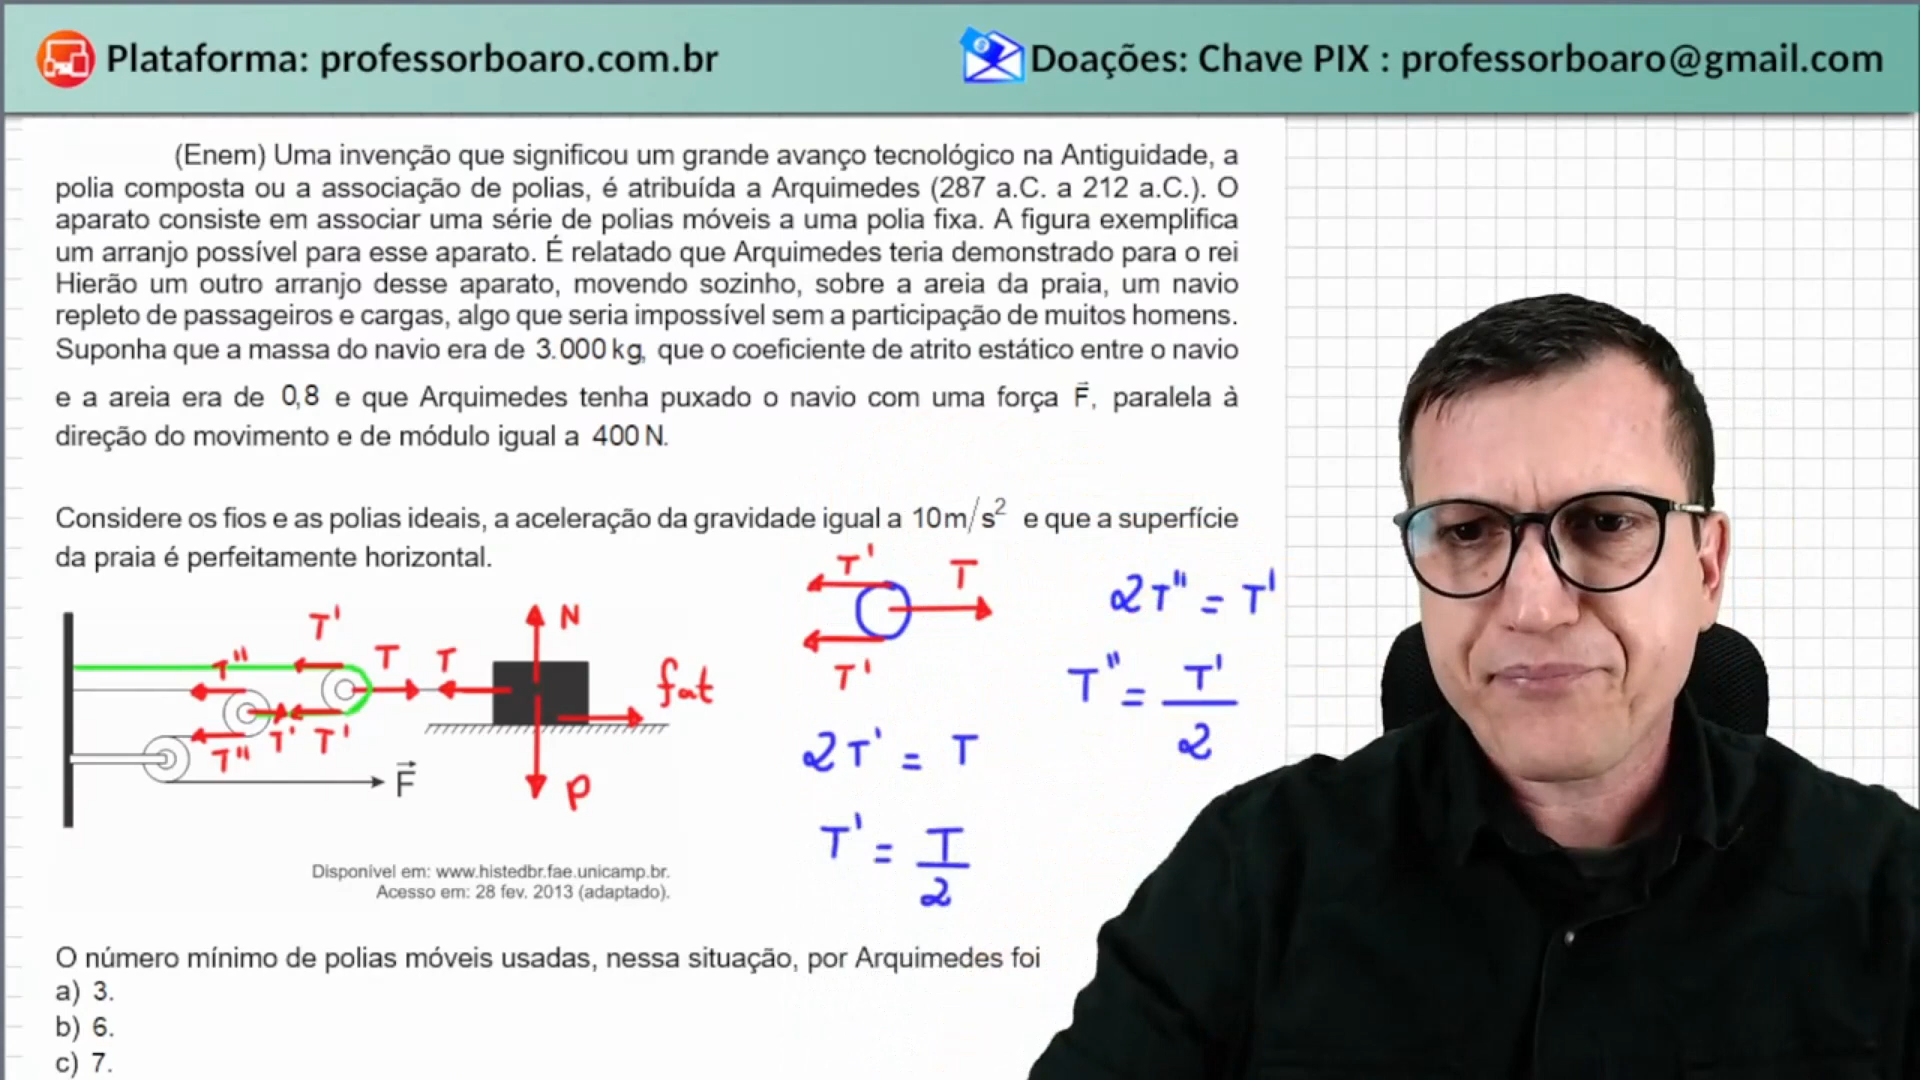 Plataforma: professorboaro.com.br
Doações: Chave PIX : professorboaro@gmail.com
(Enem) Uma invenção que significou um grande avanço tecnológico na Antiguidade, a
polia composta ou a associação de polias, é atribuída a Arquimedes (287 a.C. a 212 a.C.). O
aparato consiste em associar uma série de polias móveis a uma polia fixa. A figura exemplifica
um arranjo possível para esse aparato. É relatado que Arquimedes teria demonstrado para o rei
Hierão um outro arranjo desse aparato, movendo sozinho, sobre a areia da praia, um navio
repleto de passageiros e cargas, algo que seria impossível sem a participação de muitos homens.
Suponha que a massa do navio era de 3.000 kg, que o coeficiente de atrito estático entre o navio
e a areia era de 0,8 e que Arquimedes tenha puxado o navio com uma força F⃗, paralela à
direção do movimento e de módulo igual a 400 N.
Considere os fios e as polias ideais, a aceleração da gravidade igual a 10 m/s² e que a superfície
da praia é perfeitamente horizontal.
T' N
T'' T T fat
T'' T' T'
F⃗ P
T' T
T'
2T' = T
T' = T/2
2T'' = T'
T'' = T'/2
Disponível em: www.histedbr.fae.unicamp.br.
Acesso em: 28 fev. 2013 (adaptado).
O número mínimo de polias móveis usadas, nessa situação, por Arquimedes foi
a) 3.
b) 6.
c) 7.